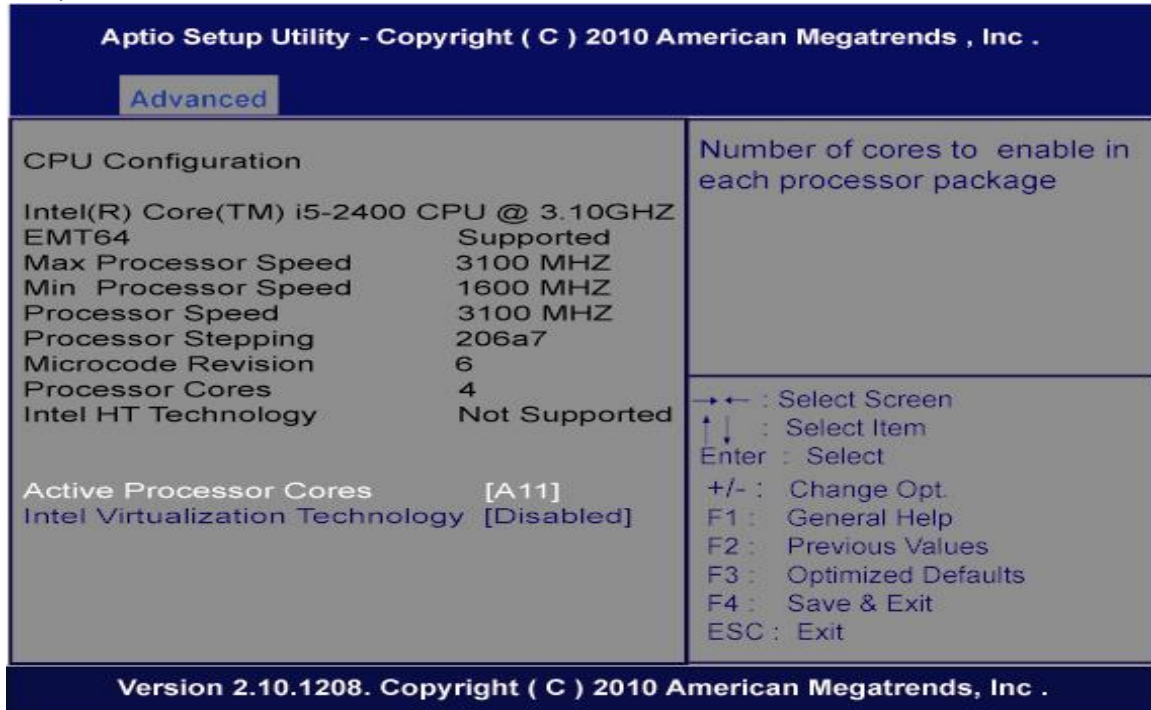 Aptio Setup Utility - Copyright ( C ) 2010 American Megatrends , Inc .
Advanced
CPU Configuration
Intel(R) Core(TM) i5-2400 CPU @ 3.10GHZ
EMT64 Supported
Max Processor Speed 3100 MHZ
Min Processor Speed 1600 MHZ
Processor Speed 3100 MHZ
Processor Stepping 206a7
Microcode Revision 6
Processor Cores 4
Intel HT Technology Not Supported
Active Processor Cores [A11]
Intel Virtualization Technology [Disabled]
Number of cores to enable in
each processor package
→← : Select Screen
↑↓ : Select Item
Enter : Select
+/- : Change Opt.
F1 : General Help
F2 : Previous Values
F3 : Optimized Defaults
F4 : Save & Exit
ESC : Exit
Version 2.10.1208. Copyright ( C ) 2010 American Megatrends, Inc .